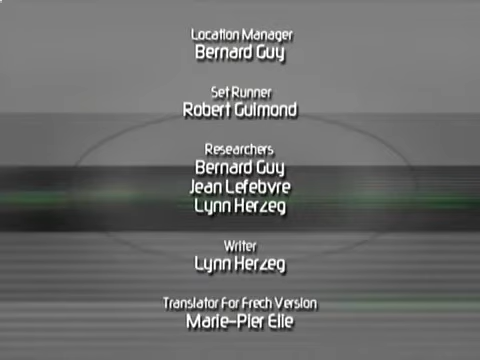 Location Manager
Bernard Guy
Set Runner
Robert Guimond
Researchers
Bernard Guy
Jean Lefebvre
Lynn Herzeg
Writer
Lynn Herzeg
Translator For Frech Version
Marie-Pier Elie